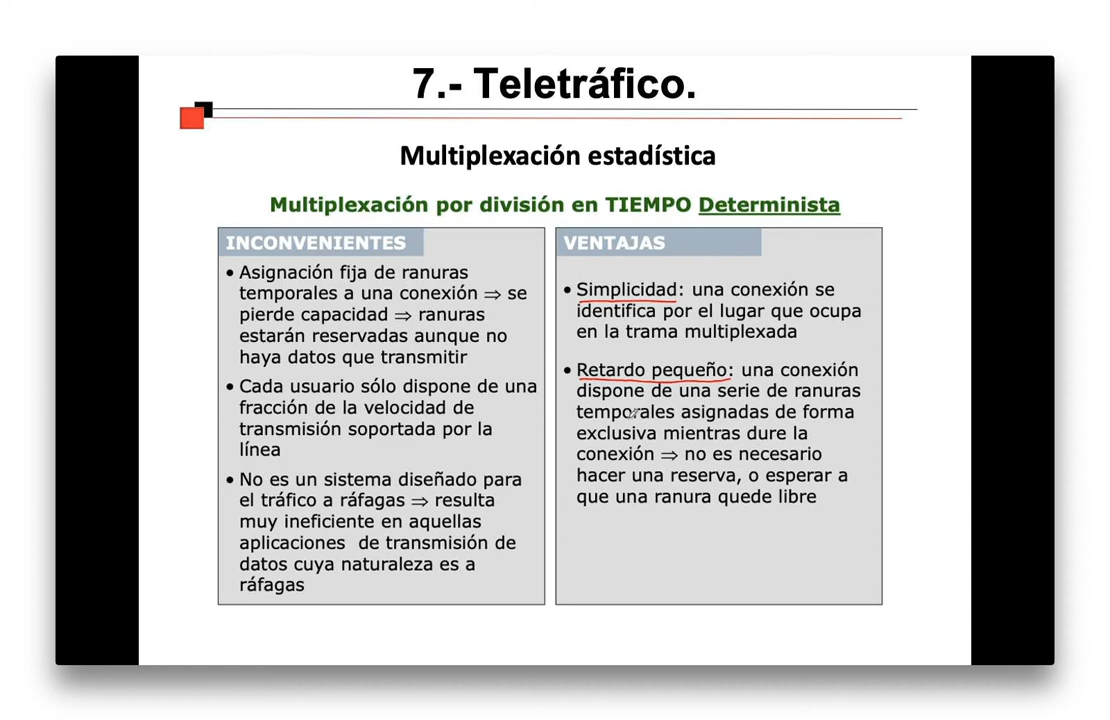 7.- Teletráfico.
Multiplexación estadística
Multiplexación por división en TIEMPO Determinista
INCONVENIENTES
• Asignación fija de ranuras
temporales a una conexión ⇒ se
pierde capacidad ⇒ ranuras
estarán reservadas aunque no
haya datos que transmitir
• Cada usuario sólo dispone de una
fracción de la velocidad de
transmisión soportada por la
línea
• No es un sistema diseñado para
el tráfico a ráfagas ⇒ resulta
muy ineficiente en aquellas
aplicaciones de transmisión de
datos cuya naturaleza es a
ráfagas
VENTAJAS
• Simplicidad: una conexión se
identifica por el lugar que ocupa
en la trama multiplexada
• Retardo pequeño: una conexión
dispone de una serie de ranuras
temporales asignadas de forma
exclusiva mientras dure la
conexión ⇒ no es necesario
hacer una reserva, o esperar a
que una ranura quede libre